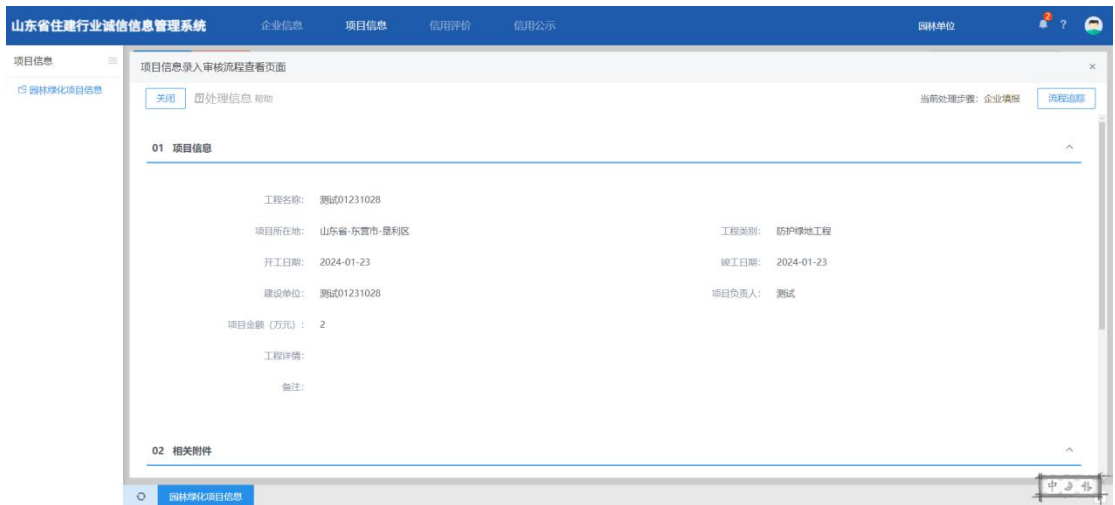 山东省住建行业诚信信息管理系统 企业信息 项目信息 信用评价 信用公示 园林单位 2 ?
项目信息
园林绿化项目信息
项目信息录入审核流程查看页面 ×
关闭 处理信息 帮助 当前处理步骤: 企业填报 流程追踪
01 项目信息
工程名称: 测试01231028
项目所在地: 山东省-东营市-垦利区 工程类别: 防护绿地工程
开工日期: 2024-01-23 竣工日期: 2024-01-23
建设单位: 测试01231028 项目负责人: 测试
项目金额 (万元) : 2
工程详情:
备注:
02 相关附件
园林绿化项目信息
中